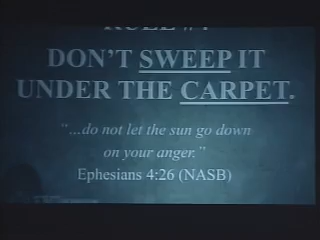 DON'T SWEEP IT
UNDER THE CARPET.
"...do not let the sun go down
on your anger."
Ephesians 4:26 (NASB)